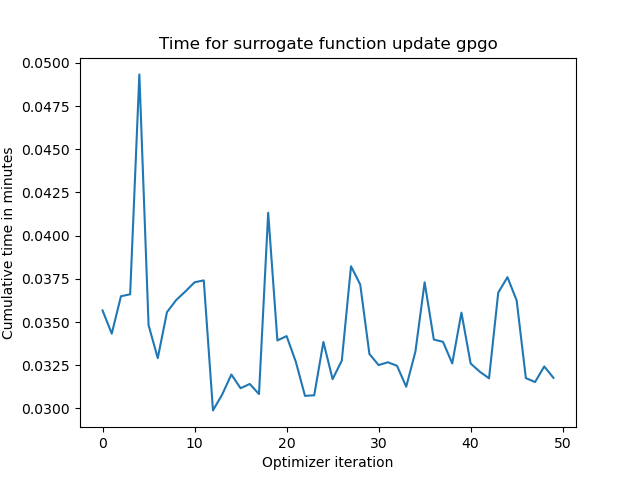 Time for surrogate function update gpgo
Cumulative time in minutes
0.0500
0.0475
0.0450
0.0425
0.0400
0.0375
0.0350
0.0325
0.0300
0 10 20 30 40 50
Optimizer iteration